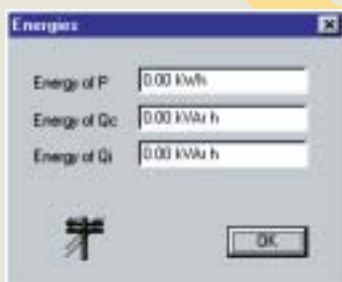 Energies
Energy of P 0.00 kWh
Energy of Qc 0.00 kVAr h
Energy of Qi 0.00 kVAr h
OK